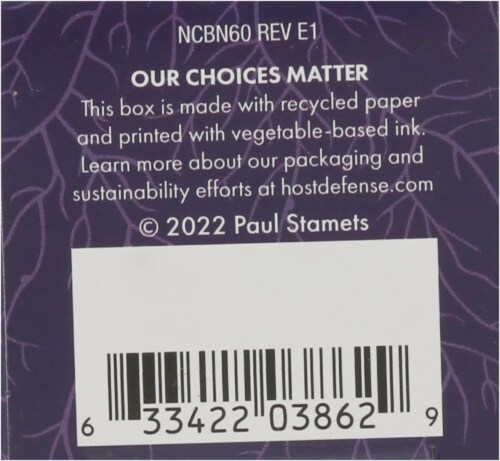 NCBN60 REV E1
OUR CHOICES MATTER
This box is made with recycled paper
and printed with vegetable-based ink.
Learn more about our packaging and
sustainability efforts at hostdefense.com
© 2022 Paul Stamets
6 33422 03862 9